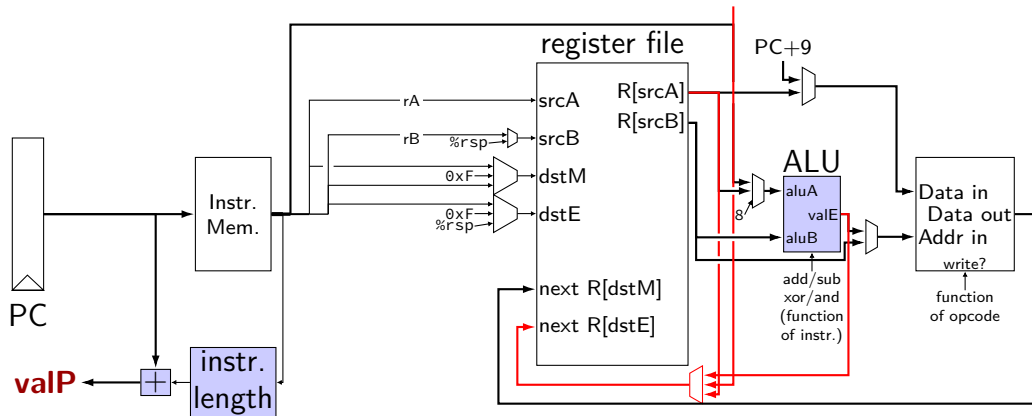 register file
PC+9
rA
srcA
R[srcA]
R[srcB]
rB
srcB
%rsp
ALU
0xF
dstM
aluA
Instr.
Mem.
0xF
%rsp
dstE
8
valE
aluB
Data in
Data out
Addr in
write?
function
of opcode
add/sub
xor/and
(function
of instr.)
next R[dstM]
next R[dstE]
PC
valP
+
instr.
length